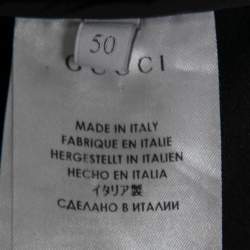 50
GUCCI
MADE IN ITALY
FABRIQUE EN ITALIE
HERGESTELLT IN ITALIEN
HECHO EN ITALIA
イタリア製
СДЕЛАНО В ИТАЛИИ